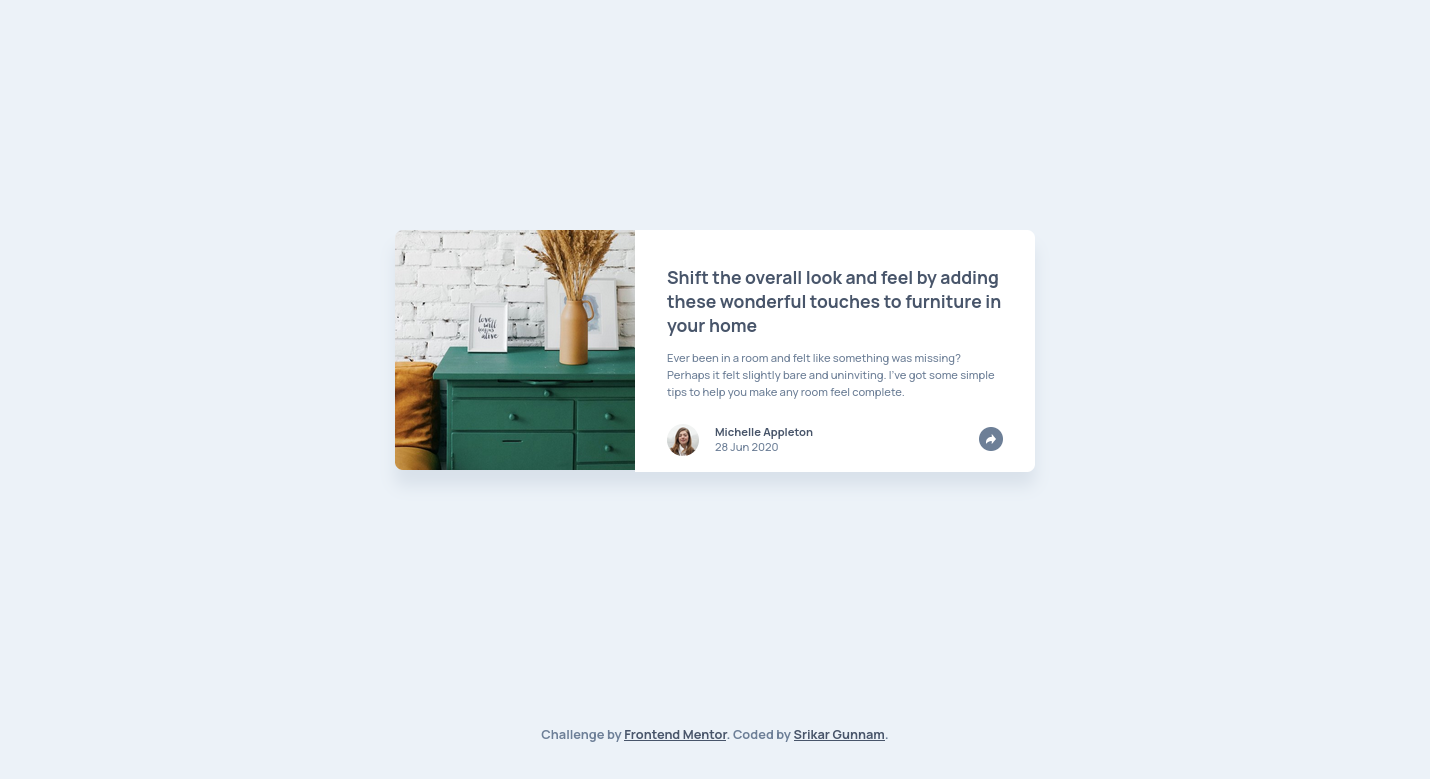 love
will
alive
Shift the overall look and feel by adding
these wonderful touches to furniture in
your home
Ever been in a room and felt like something was missing?
Perhaps it felt slightly bare and uninviting. I've got some simple
tips to help you make any room feel complete.
Michelle Appleton
28 Jun 2020
Challenge by Frontend Mentor. Coded by Srikar Gunnam.